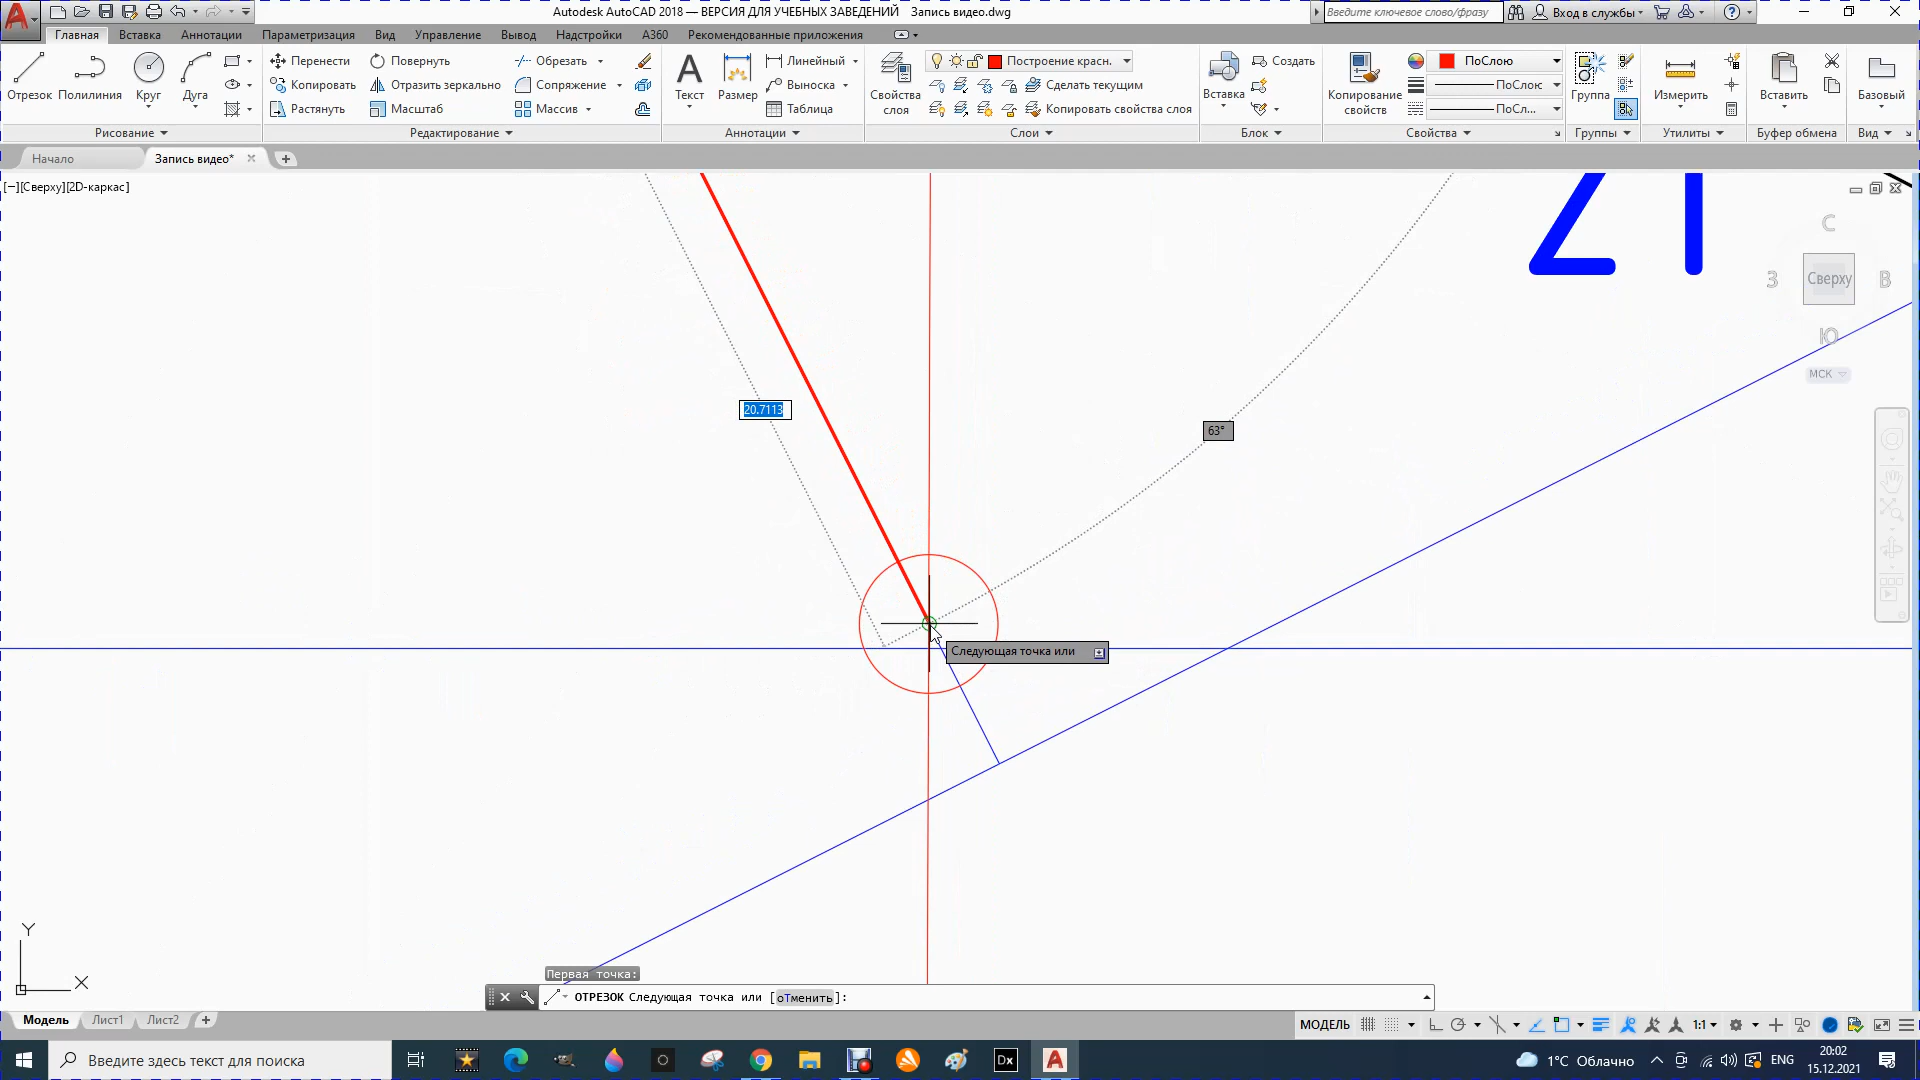 Autodesk AutoCAD 2018 — ВЕРСИЯ ДЛЯ УЧЕБНЫХ ЗАВЕДЕНИЙ Запись видео.dwg
Введите ключевое слово/фразу
Вход в службы
Главная Вставка Аннотации Параметризация Вид Управление Вывод Надстройки A360 Рекомендованные приложения
Отрезок Полилиния Круг Дуга
Перенести Повернуть Обрезать
Копировать Отразить зеркально Сопряжение
Растянуть Масштаб Массив
Текст Размер
Линейный
Выноска
Таблица
Свойства слоя
Построение красн.
Сделать текущим
Копировать свойства слоя
Вставка
Создать
Копирование свойств
ПоСлою
ПоСлою
ПоСл...
Группа
Измерить
Вставить
Базовый
Рисование Редактирование Аннотации Слои Блок Свойства Группы Утилиты Буфер обмена Вид
Начало Запись видео*
[−][Сверху][2D-каркас]
21
С
З Сверху В
Ю
МСК
20.7113
63°
Следующая точка или
Y
X
Первая точка:
ОТРЕЗОК Следующая точка или [оТменить]:
Модель Лист1 Лист2
МОДЕЛЬ 1:1
Введите здесь текст для поиска
Dx
1°C Облачно
ENG
20:02
15.12.2021